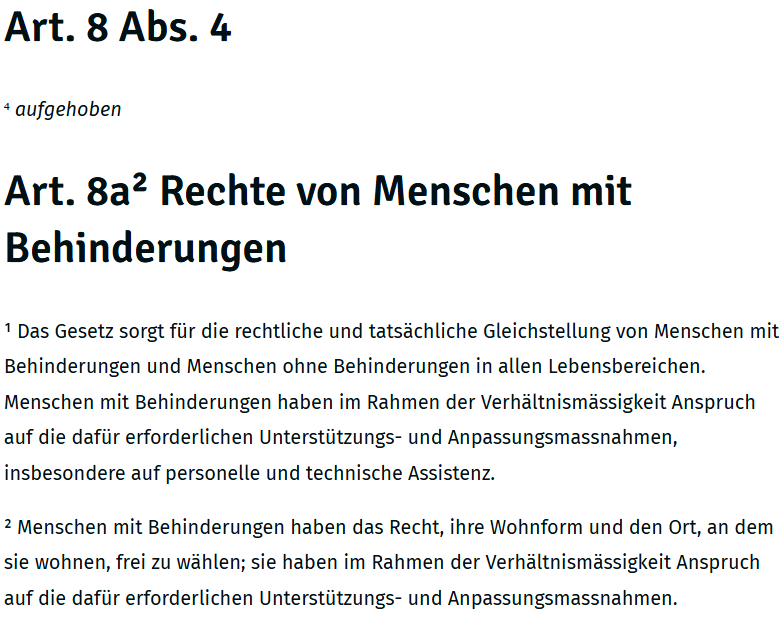 Art. 8 Abs. 4
⁴ aufgehoben
Art. 8a² Rechte von Menschen mit
Behinderungen
¹ Das Gesetz sorgt für die rechtliche und tatsächliche Gleichstellung von Menschen mit
Behinderungen und Menschen ohne Behinderungen in allen Lebensbereichen.
Menschen mit Behinderungen haben im Rahmen der Verhältnismässigkeit Anspruch
auf die dafür erforderlichen Unterstützungs- und Anpassungsmassnahmen,
insbesondere auf personelle und technische Assistenz.
² Menschen mit Behinderungen haben das Recht, ihre Wohnform und den Ort, an dem
sie wohnen, frei zu wählen; sie haben im Rahmen der Verhältnismässigkeit Anspruch
auf die dafür erforderlichen Unterstützungs- und Anpassungsmassnahmen.